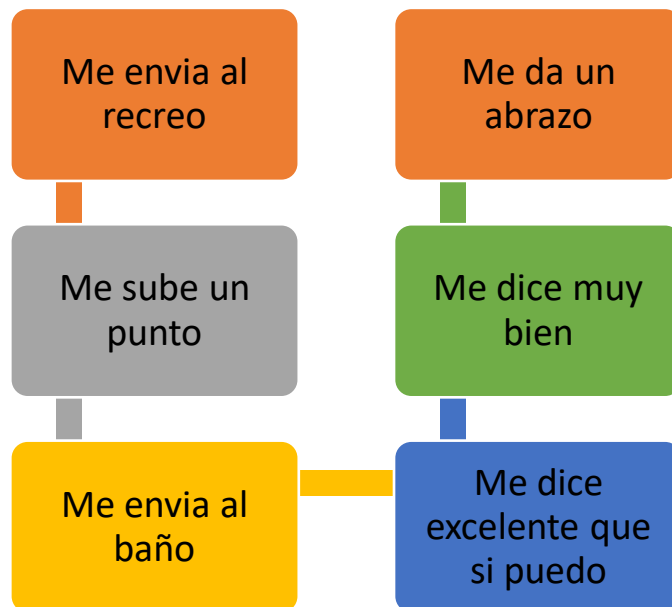 Me envia al
recreo
Me sube un
punto
Me envia al
baño
Me dice
excelente que
si puedo
Me dice muy
bien
Me da un
abrazo